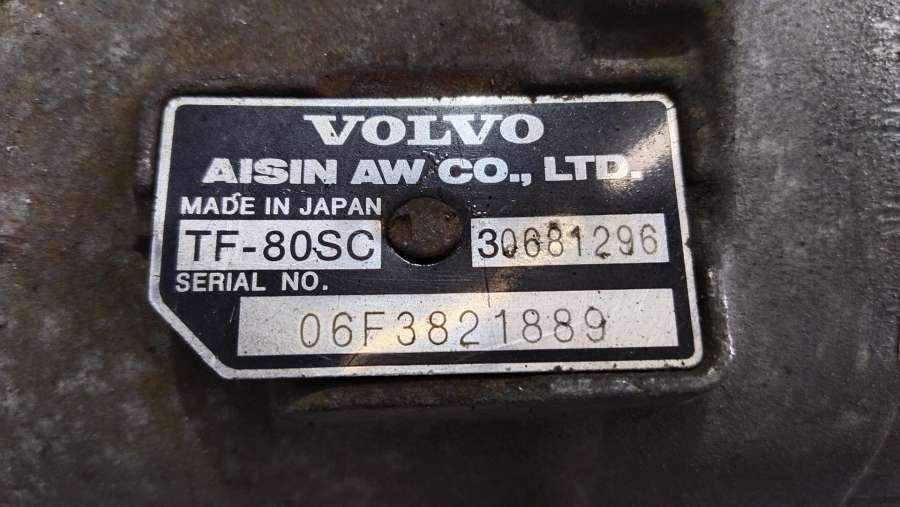 VOLVO
AISIN AW CO., LTD.
MADE IN JAPAN
TF-80SC 30681296
SERIAL NO.
06F3821889